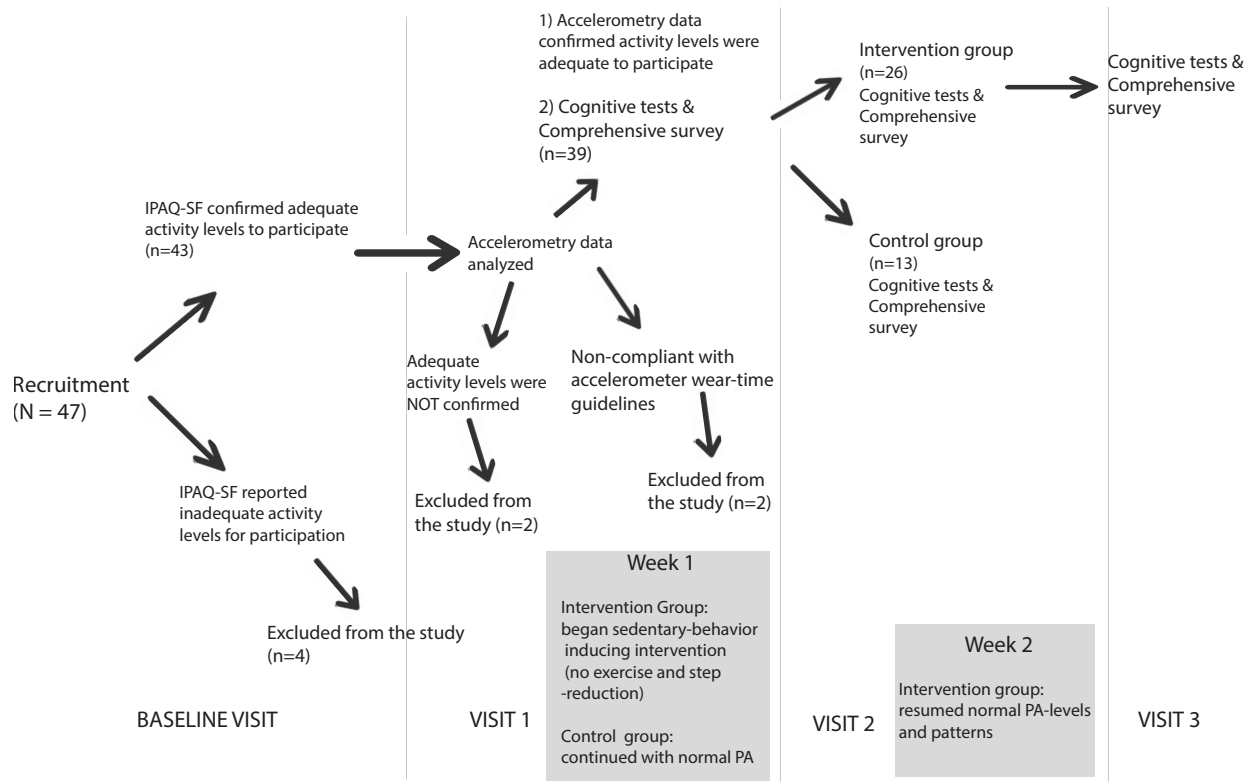 Recruitment
(N = 47)
IPAQ-SF confirmed adequate
activity levels to participate
(n=43)
IPAQ-SF reported
inadequate activity
levels for participation
Excluded from the study
(n=4)
BASELINE VISIT
1) Accelerometry data
confirmed activity levels were
adequate to participate
2) Cognitive tests &
Comprehensive survey
(n=39)
Accelerometry data
analyzed
Adequate
activity levels were
NOT confirmed
Excluded from
the study (n=2)
Non-compliant with
accelerometer wear-time
guidelines
Excluded from
the study (n=2)
VISIT 1
Week 1
Intervention Group:
began sedentary-behavior
inducing intervention
(no exercise and step
-reduction)
Control group:
continued with normal PA
Intervention group
(n=26)
Cognitive tests &
Comprehensive
survey
Control group
(n=13)
Cognitive tests &
Comprehensive
survey
VISIT 2
Week 2
Intervention group:
resumed normal PA-levels
and patterns
Cognitive tests &
Comprehensive
survey
VISIT 3